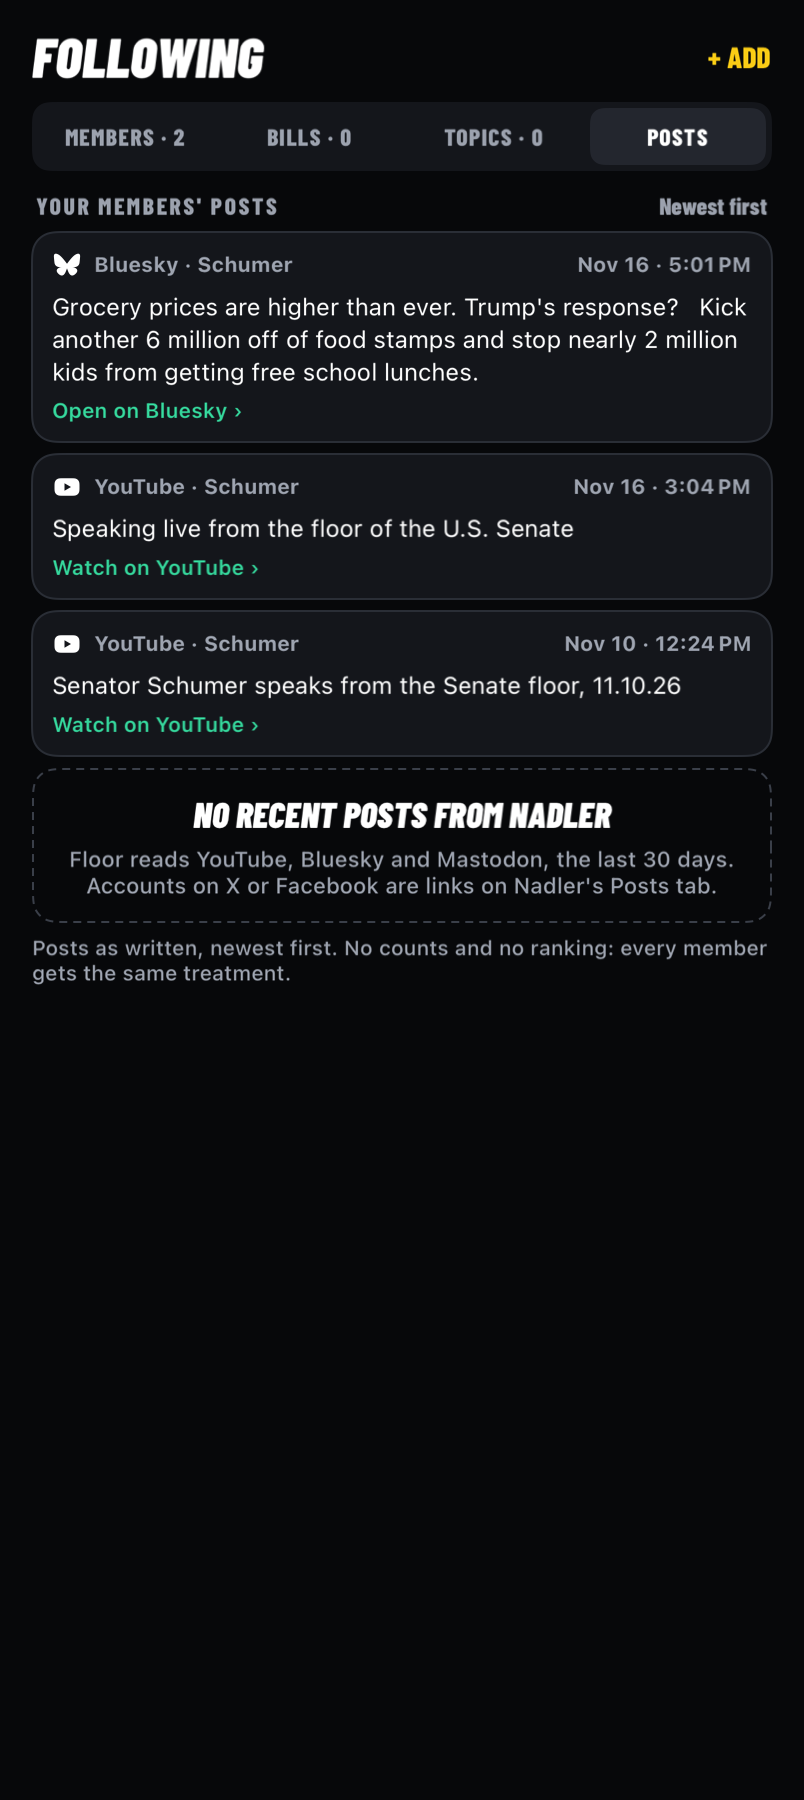 FOLLOWING
+ ADD
MEMBERS · 2
BILLS · 0
TOPICS · 0
POSTS
YOUR MEMBERS' POSTS
Newest first
Bluesky · Schumer
Nov 16 · 5:01 PM
Grocery prices are higher than ever. Trump's response?   Kick
another 6 million off of food stamps and stop nearly 2 million
kids from getting free school lunches.
Open on Bluesky ›
YouTube · Schumer
Nov 16 · 3:04 PM
Speaking live from the floor of the U.S. Senate
Watch on YouTube ›
YouTube · Schumer
Nov 10 · 12:24 PM
Senator Schumer speaks from the Senate floor, 11.10.26
Watch on YouTube ›
NO RECENT POSTS FROM NADLER
Floor reads YouTube, Bluesky and Mastodon, the last 30 days.
Accounts on X or Facebook are links on Nadler's Posts tab.
Posts as written, newest first. No counts and no ranking: every member
gets the same treatment.